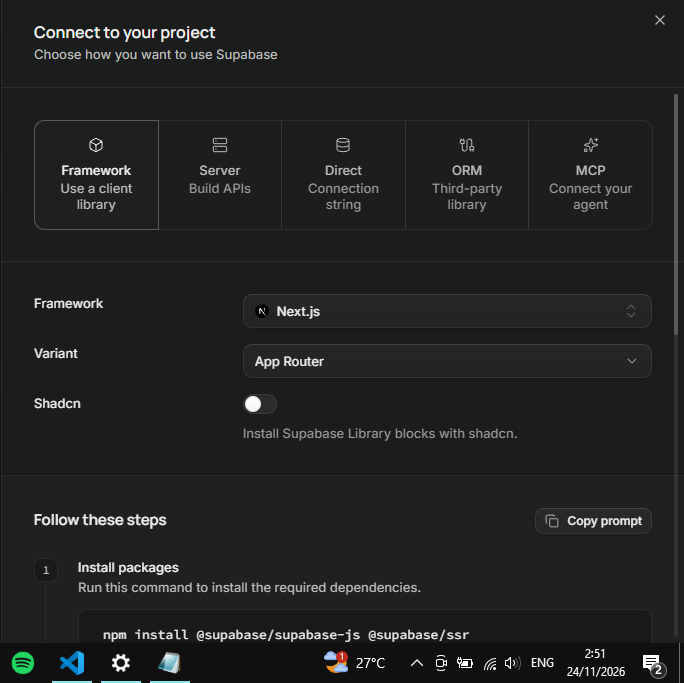 Connect to your project
Choose how you want to use Supabase
Framework
Use a client
library
Server
Build APIs
Direct
Connection
string
ORM
Third-party
library
MCP
Connect your
agent
Framework
N Next.js
Variant
App Router
Shadcn
Install Supabase Library blocks with shadcn.
Follow these steps
Copy prompt
1
Install packages
Run this command to install the required dependencies.
npm install @supabase/supabase-js @supabase/ssr
1
27°C
ENG
2:51
24/11/2026
2